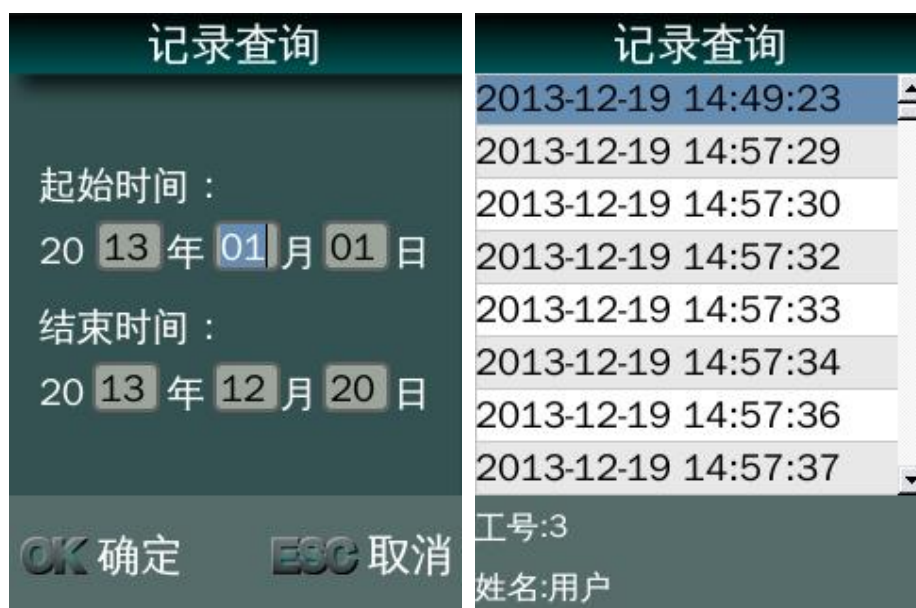 记录查询
起始时间：
20 13 年 01 月 01 日
结束时间：
20 13 年 12 月 20 日
OK 确定 ESC 取消
记录查询
2013-12-19 14:49:23
2013-12-19 14:57:29
2013-12-19 14:57:30
2013-12-19 14:57:32
2013-12-19 14:57:33
2013-12-19 14:57:34
2013-12-19 14:57:36
2013-12-19 14:57:37
工号:3
姓名:用户